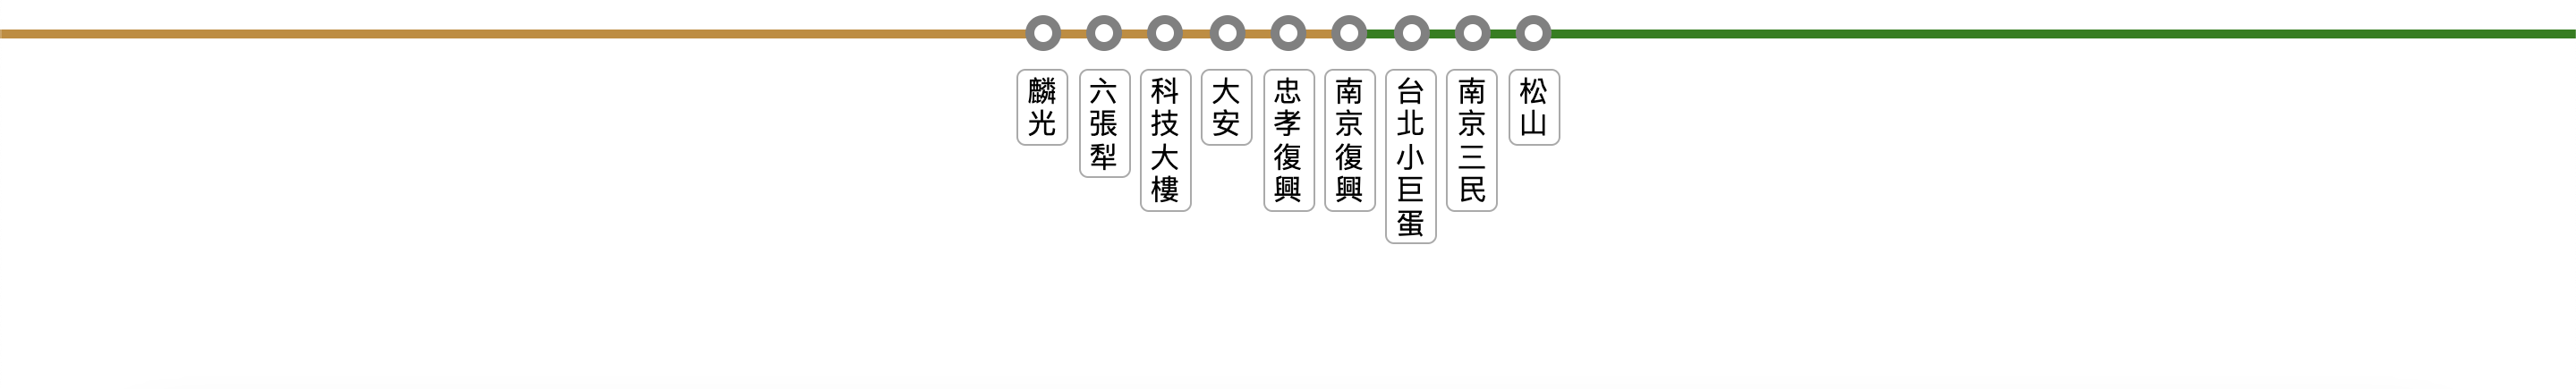 麟光
六張犁
科技大樓
大安
忠孝復興
南京復興
台北小巨蛋
南京三民
松山